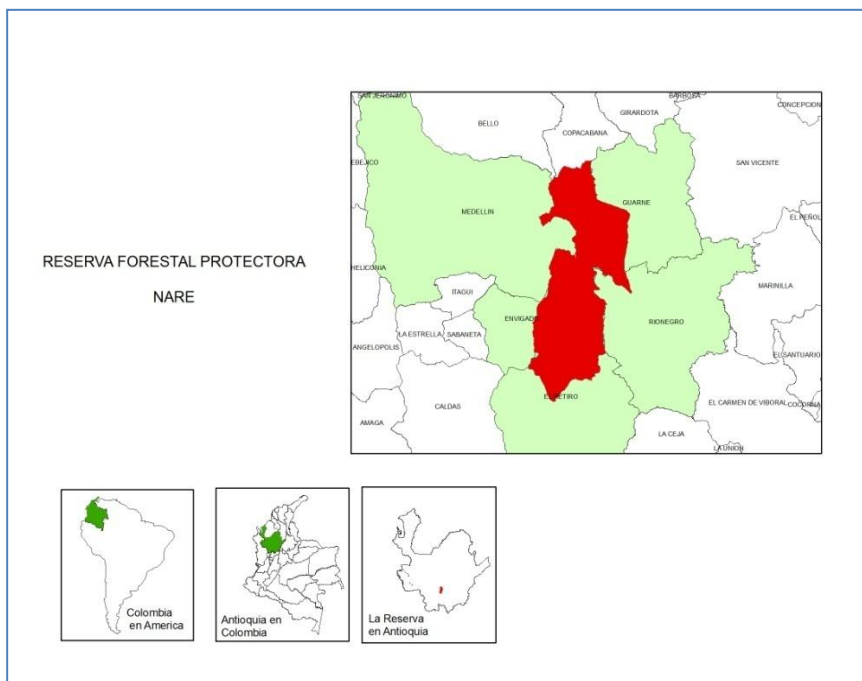 RESERVA FORESTAL PROTECTORA
NARE
SAN JERONIMO
BARBOSA
BELLO
GIRARDOTA
CONCEPCION
COPACABANA
EBEJICO
SAN VICENTE
GUARNE
MEDELLIN
EL PEÑOL
HELICONIA
MARINILLA
ITAGUI
ENVIGADO
RIONEGRO
LA ESTRELLA
SABANETA
ANGELOPOLIS
EL SANTUARIO
EL RETIRO
CALDAS
EL CARMEN DE VIBORAL
COCORNA
AMAGA
LA CEJA
LA UNION
Colombia
en America
Antioquia en
Colombia
La Reserva
en Antioquia